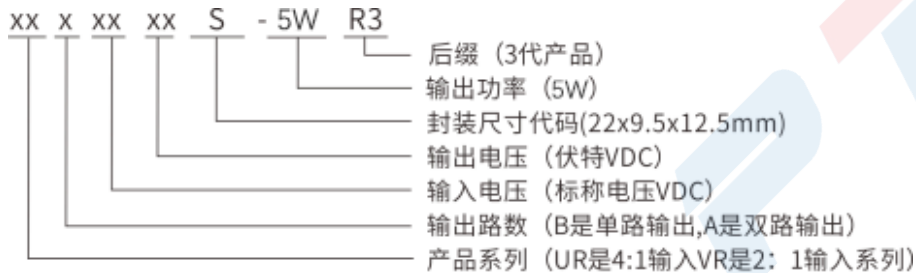 xx x xx xx S - 5W R3
后缀（3代产品）
输出功率（5W）
封装尺寸代码(22x9.5x12.5mm)
输出电压（伏特VDC）
输入电压（标称电压VDC）
输出路数（B是单路输出,A是双路输出）
产品系列（UR是4:1输入VR是2：1输入系列）